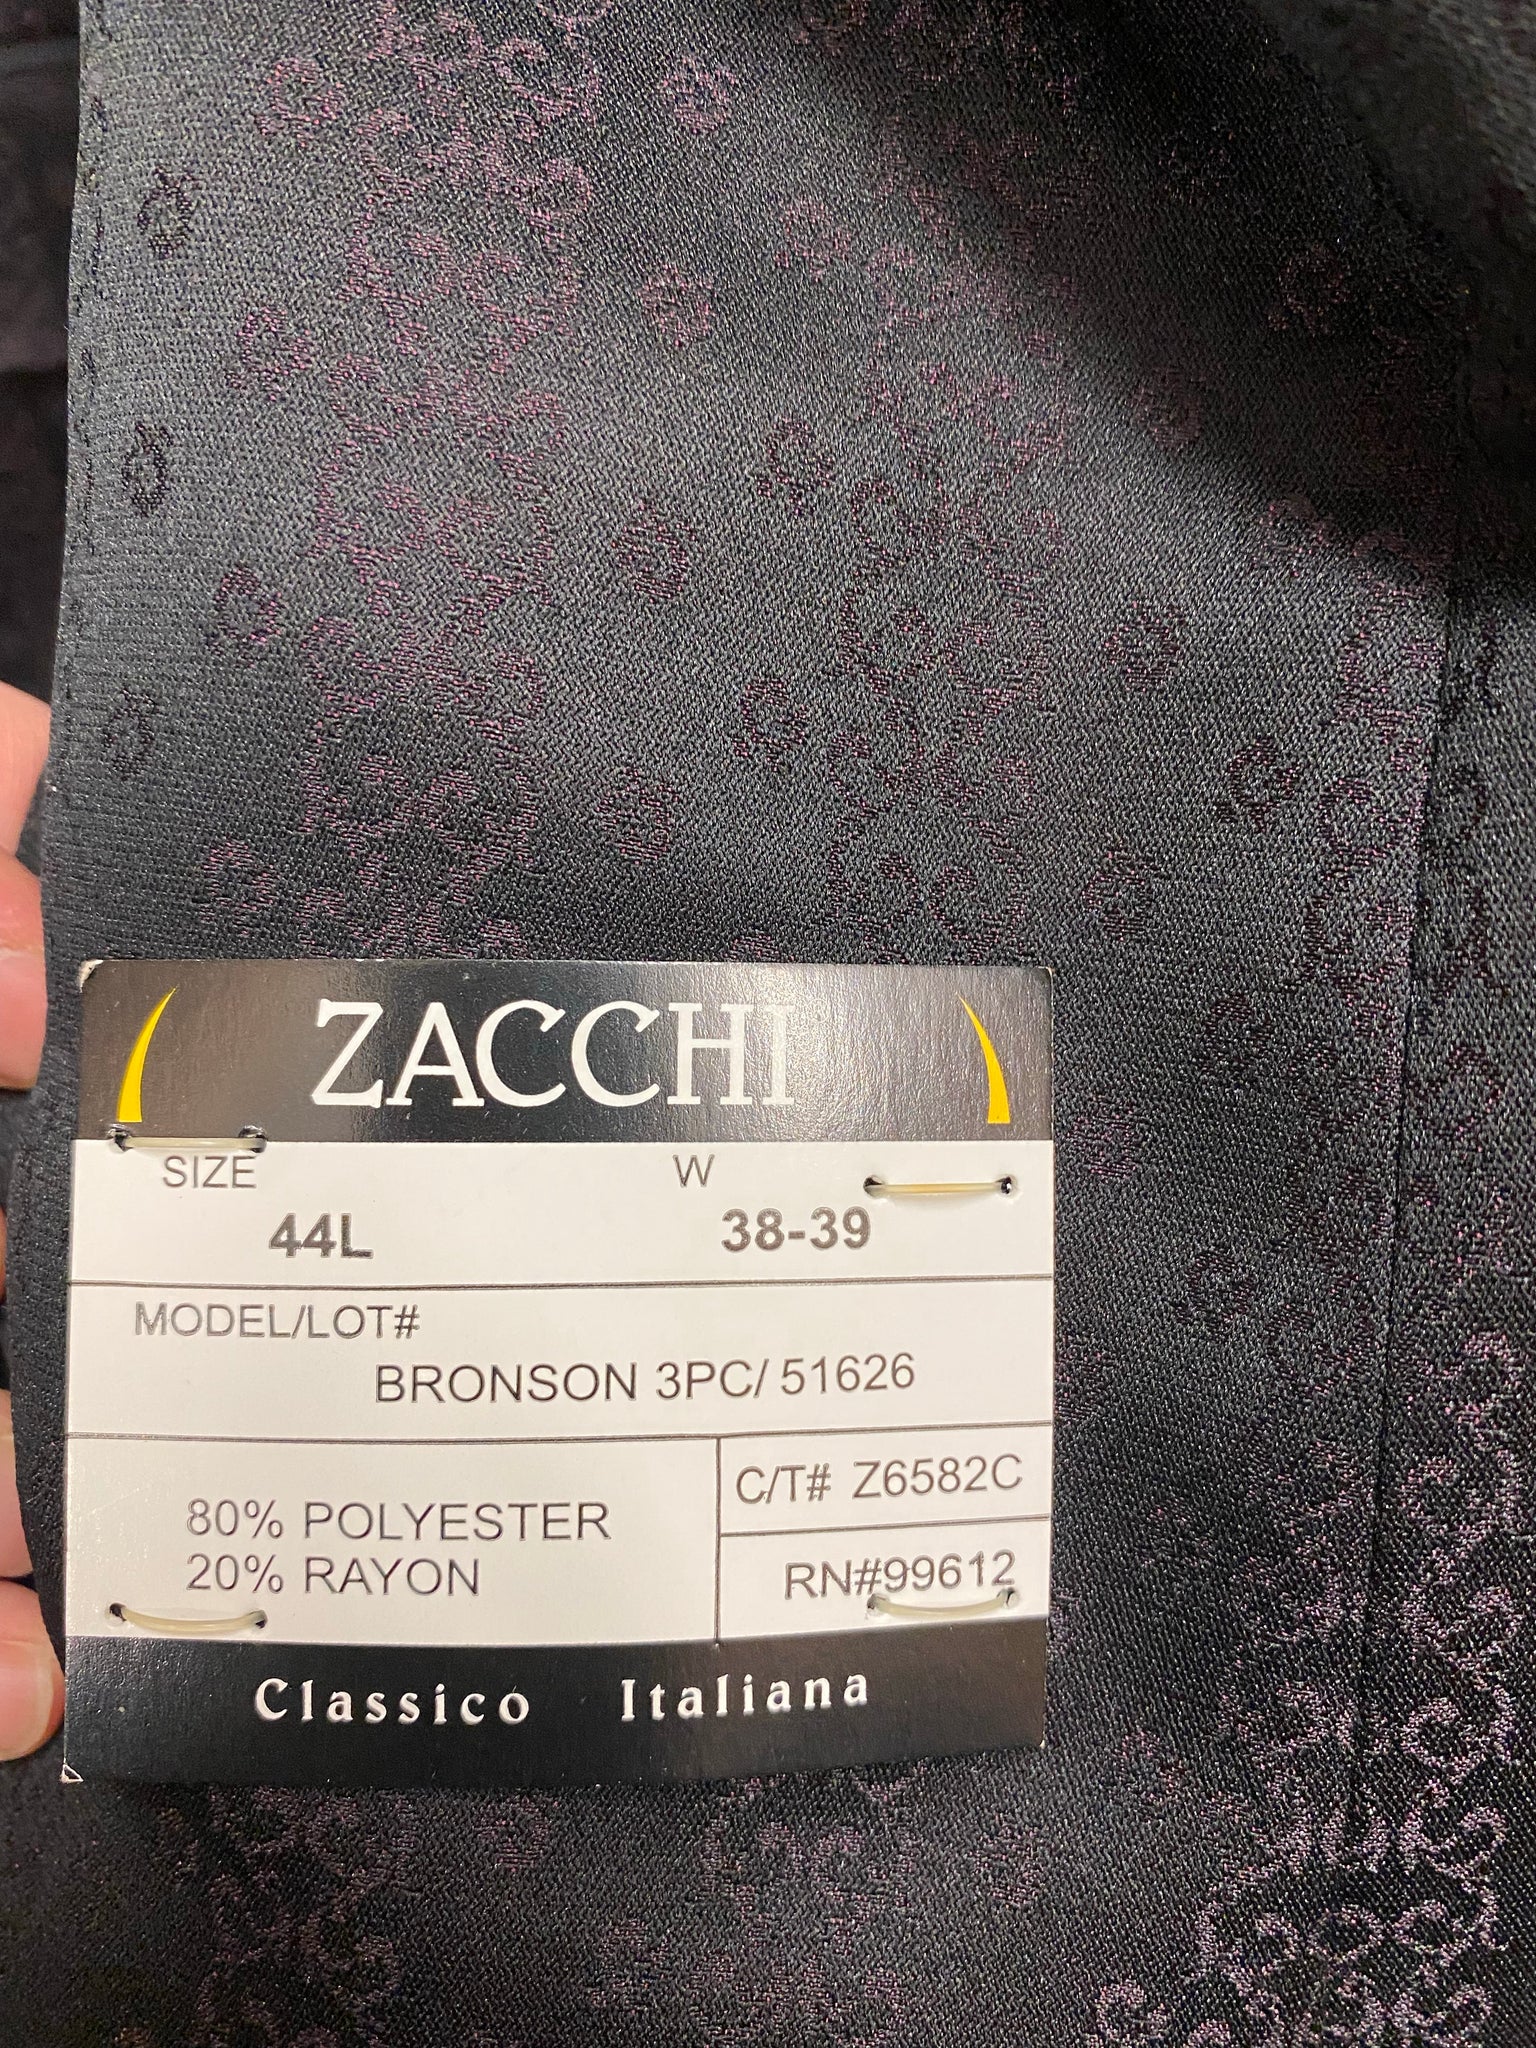 ZACCHI
SIZE W
44L 38-39
MODEL/LOT#
BRONSON 3PC/ 51626
80% POLYESTER
20% RAYON
C/T# Z6582C
RN#99612
Classico Italiana